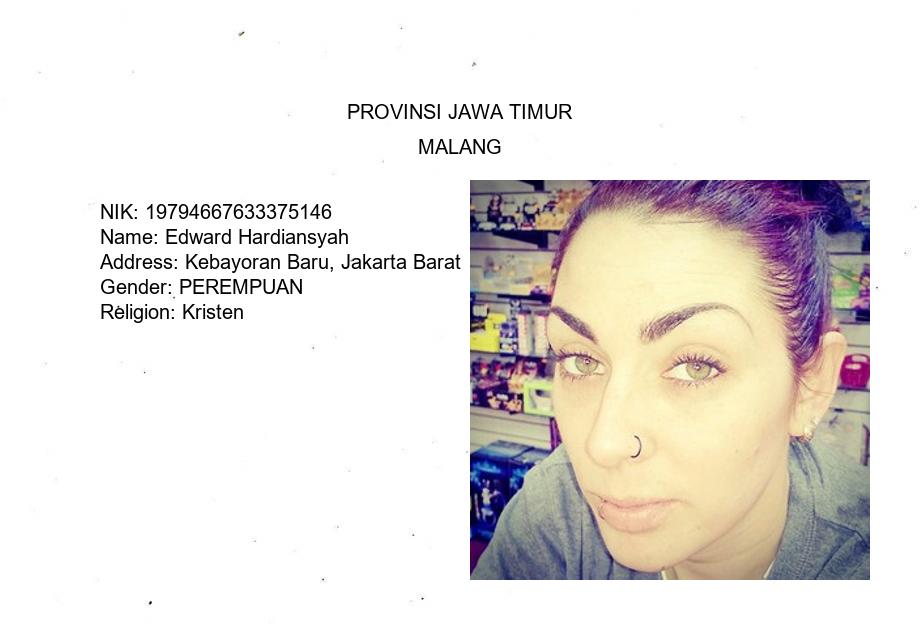 PROVINSI JAWA TIMUR
MALANG
NIK: 19794667633375146
Name: Edward Hardiansyah
Address: Kebayoran Baru, Jakarta Barat
Gender: PEREMPUAN
Religion: Kristen